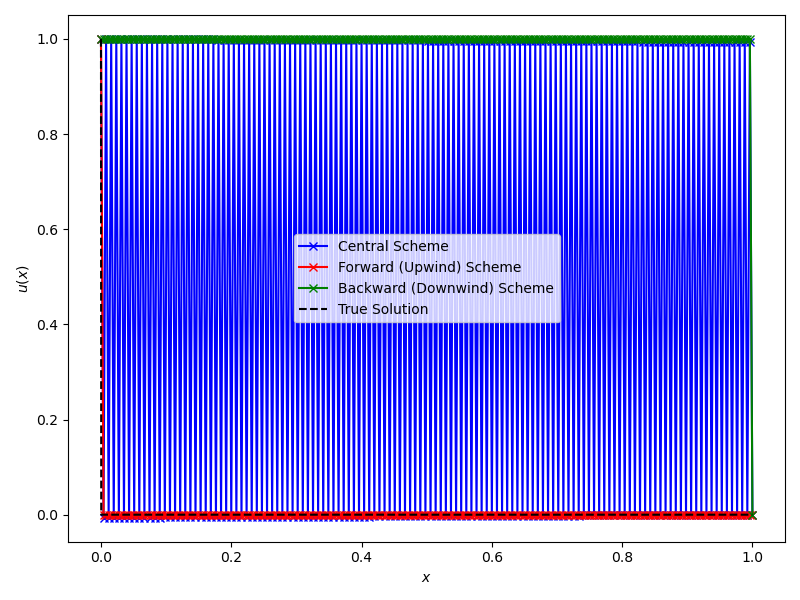 1.0
0.8
0.6
0.4
0.2
0.0
u(x)
Central Scheme
Forward (Upwind) Scheme
Backward (Downwind) Scheme
True Solution
0.0 0.2 0.4 0.6 0.8 1.0
x